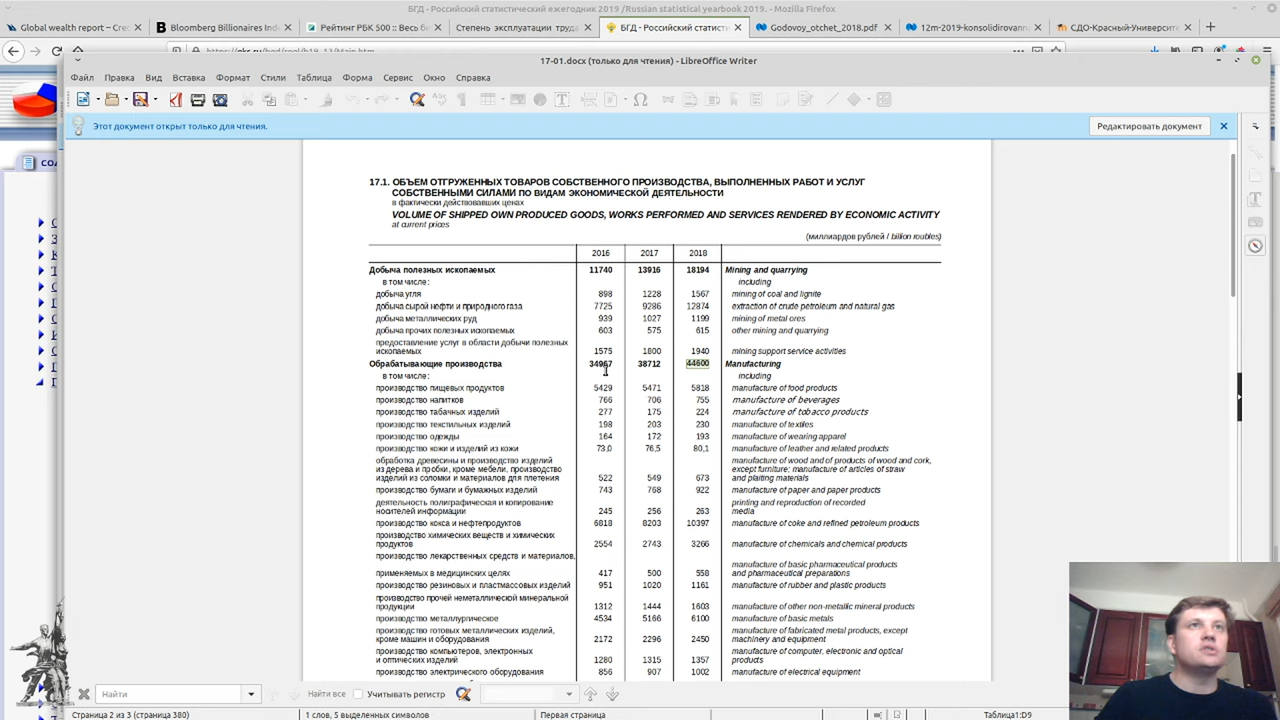 БГД - Российский статистический ежегодник 2019 /Russian statistical yearbook 2019. - Mozilla Firefox
Global wealth report – Cre
Bloomberg Billionaires Ind
Рейтинг РБК 500 :: Весь б
Степень эксплуатации труда
БГД - Российский статисти
Godovoy_otchet_2018.pdf
12m-2019-konsolidirovann
СДО-Красный-Университе
17-01.docx (только для чтения) - LibreOffice Writer
Файл Правка Вид Вставка Формат Стили Таблица Форма Сервис Окно Справка
Этот документ открыт только для чтения.
Редактировать документ
СОД
17.1. ОБЪЕМ ОТГРУЖЕННЫХ ТОВАРОВ СОБСТВЕННОГО ПРОИЗВОДСТВА, ВЫПОЛНЕННЫХ РАБОТ И УСЛУГ
СОБСТВЕННЫМИ СИЛАМИ ПО ВИДАМ ЭКОНОМИЧЕСКОЙ ДЕЯТЕЛЬНОСТИ
в фактически действовавших ценах
VOLUME OF SHIPPED OWN PRODUCED GOODS, WORKS PERFORMED AND SERVICES RENDERED BY ECONOMIC ACTIVITY
at current prices
(миллиардов рублей / billion roubles)
2016 2017 2018
Добыча полезных ископаемых 11740 13916 18194 Mining and quarrying
в том числе: including
добыча угля 898 1228 1567 mining of coal and lignite
добыча сырой нефти и природного газа 7725 9286 12874 extraction of crude petroleum and natural gas
добыча металлических руд 939 1027 1199 mining of metal ores
добыча прочих полезных ископаемых 603 575 615 other mining and quarrying
предоставление услуг в области добычи полезных
ископаемых 1575 1800 1940 mining support service activities
Обрабатывающие производства 34967 38712 44600 Manufacturing
в том числе: including
производство пищевых продуктов 5429 5471 5818 manufacture of food products
производство напитков 766 706 755 manufacture of beverages
производство табачных изделий 277 175 224 manufacture of tobacco products
производство текстильных изделий 198 203 230 manufacture of textiles
производство одежды 164 172 193 manufacture of wearing apparel
производство кожи и изделий из кожи 73,0 76,5 80,1 manufacture of leather and related products
обработка древесины и производство изделий manufacture of wood and of products of wood and cork,
из дерева и пробки, кроме мебели, производство except furniture; manufacture of articles of straw
изделий из соломки и материалов для плетения 522 549 673 and plaiting materials
производство бумаги и бумажных изделий 743 768 922 manufacture of paper and paper products
деятельность полиграфическая и копирование printing and reproduction of recorded
носителей информации 245 256 263 media
производство кокса и нефтепродуктов 6818 8203 10397 manufacture of coke and refined petroleum products
производство химических веществ и химических
продуктов 2554 2743 3266 manufacture of chemicals and chemical products
производство лекарственных средств и материалов,
manufacture of basic pharmaceutical products
применяемых в медицинских целях 417 500 558 and pharmaceutical preparations
производство резиновых и пластмассовых изделий 951 1020 1161 manufacture of rubber and plastic products
производство прочей неметаллической минеральной
продукции 1312 1444 1603 manufacture of other non-metallic mineral products
производство металлургическое 4534 5166 6100 manufacture of basic metals
производство готовых металлических изделий, manufacture of fabricated metal products, except
кроме машин и оборудования 2172 2296 2450 machinery and equipment
производство компьютеров, электронных manufacture of computer, electronic and optical
и оптических изделий 1280 1315 1357 products
производство электрического оборудования 856 907 1002 manufacture of electrical equipment
Найти
Найти все
Учитывать регистр
Страница 2 из 3 (страница 380)
1 слов, 5 выделенных символов
Первая страница
Таблица1:D9